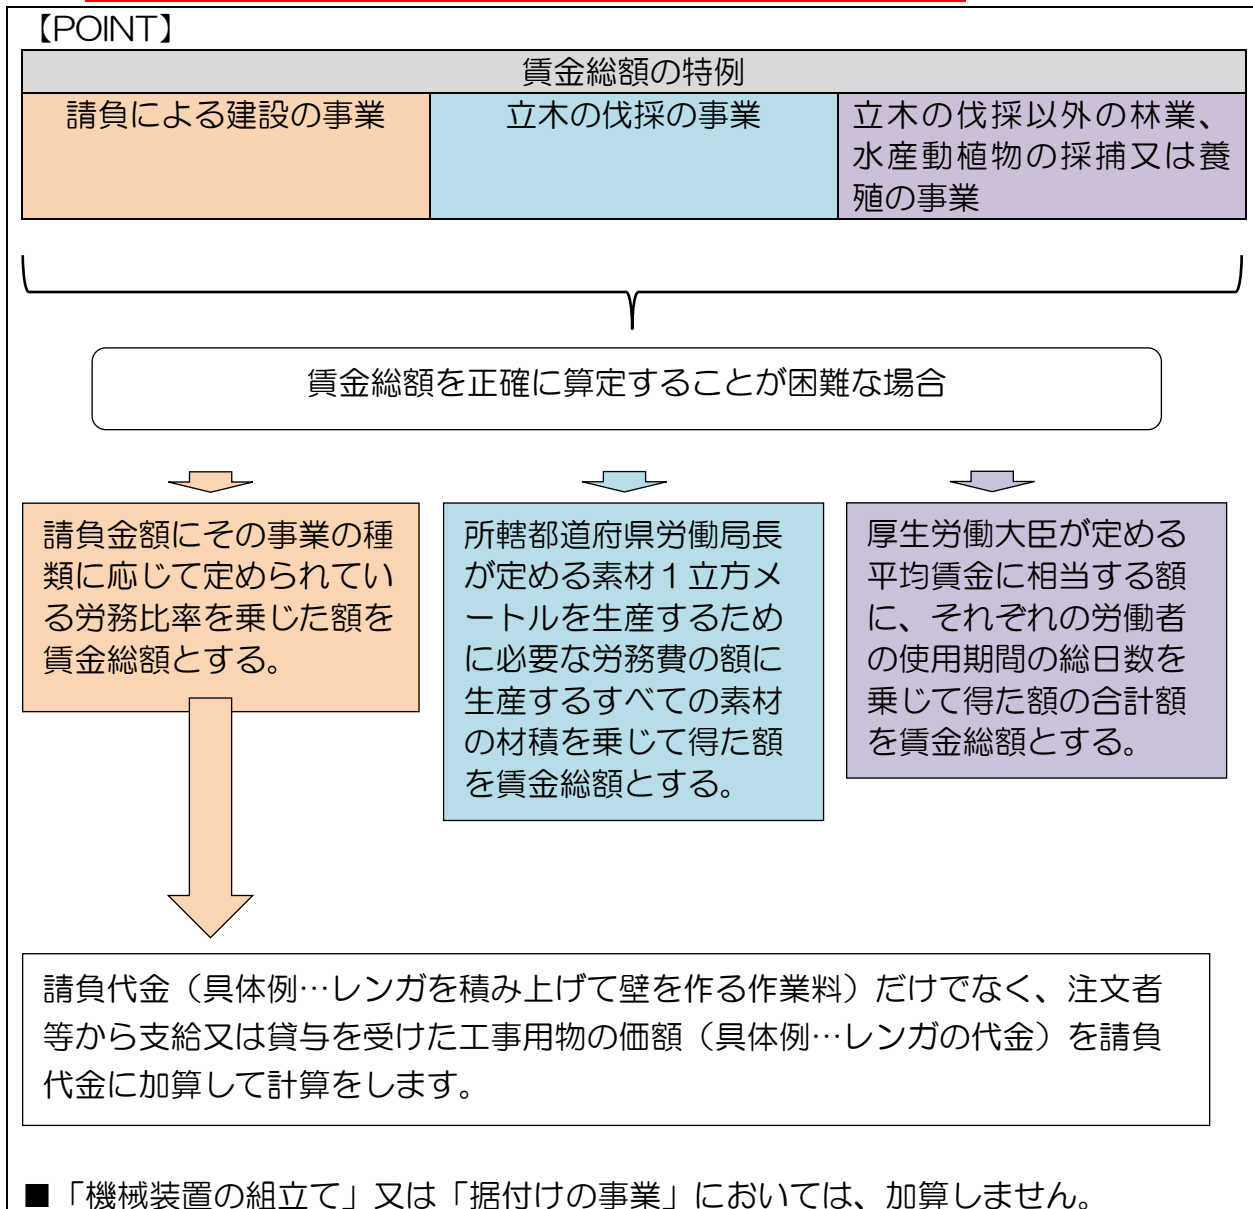 【POINT】
賃金総額の特例
請負による建設の事業
立木の伐採の事業
立木の伐採以外の林業、
水産動植物の採捕又は養
殖の事業
賃金総額を正確に算定することが困難な場合
請負金額にその事業の種
類に応じて定められてい
る労務比率を乗じた額を
賃金総額とする。
所轄都道府県労働局長
が定める素材１立方メ
ートルを生産するため
に必要な労務費の額に
生産するすべての素材
の材積を乗じて得た額
を賃金総額とする。
厚生労働大臣が定める
平均賃金に相当する額
に、それぞれの労働者
の使用期間の総日数を
乗じて得た額の合計額
を賃金総額とする。
請負代金（具体例…レンガを積み上げて壁を作る作業料）だけでなく、注文者
等から支給又は貸与を受けた工事用物の価額（具体例…レンガの代金）を請負
代金に加算して計算をします。
■「機械装置の組立て」又は「据付けの事業」においては、加算しません。